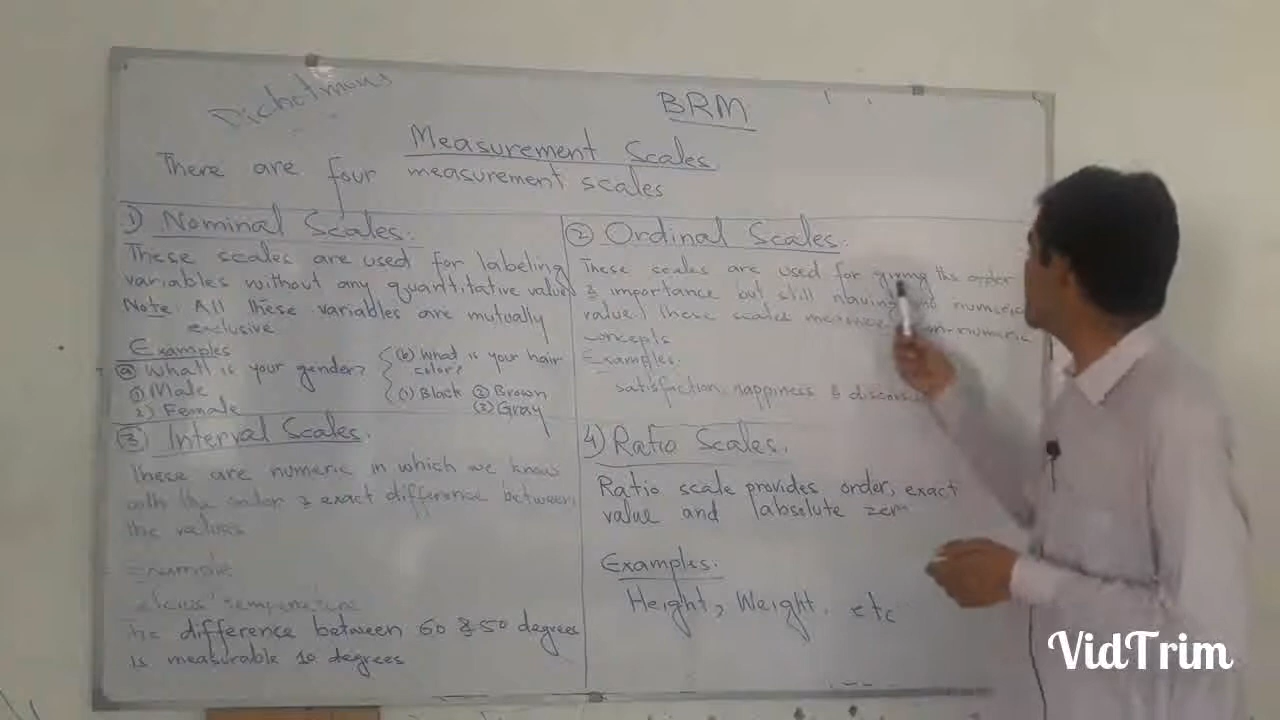 Dichotmous
BRM
Measurement Scales
There are four measurement scales
1) Nominal Scales:
These scales are used for labeling
variables without any quantitative values
Note: All these variables are mutually
exclusive
Examples
(a) What is your gender?
(1) Male
2) Female
(b) What is your hair
color?
(1) Black (2) Brown
(3) Gray
(2) Ordinal Scales:
These scales are used for giving the order
& importance but still having no numeric
value. These scales measure non-numeric
concepts
Examples:
satisfaction, happiness &
(3) Interval Scales.
These are numeric in which we know
the order & exact difference between
the values
Example
temperature
The difference between 60 & 50 degrees
is measurable 10 degrees
4) Ratio Scales.
Ratio scale provides order, exact
value and absolute zero
Examples:
Height, Weight, etc
VidTrim